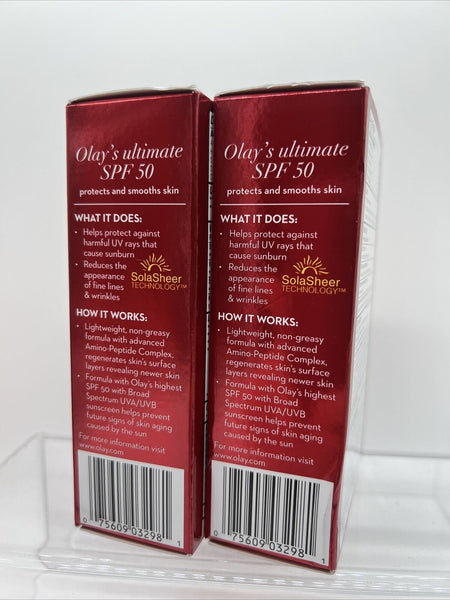 Olay's ultimate
SPF 50
protects and smooths skin
WHAT IT DOES:
• Helps protect against
harmful UV rays that
cause sunburn
• Reduces the
appearance
of fine lines
& wrinkles
SolaSheer
TECHNOLOGY™
HOW IT WORKS:
• Lightweight, non-greasy
formula with advanced
Amino-Peptide Complex,
regenerates skin's surface
layers revealing newer skin
• Formula with Olay's highest
SPF 50 with Broad
Spectrum UVA/UVB
sunscreen helps prevent
future signs of skin aging
caused by the sun
For more information visit
www.olay.com
0 75609 03298 1
Olay's ultimate
SPF 50
protects and smooths skin
WHAT IT DOES:
• Helps protect against
harmful UV rays that
cause sunburn
• Reduces the
appearance
of fine lines
& wrinkles
SolaSheer
TECHNOLOGY™
HOW IT WORKS:
• Lightweight, non-greasy
formula with advanced
Amino-Peptide Complex,
regenerates skin's surface
layers revealing newer skin
• Formula with Olay's highest
SPF 50 with Broad
Spectrum UVA/UVB
sunscreen helps prevent
future signs of skin aging
caused by the sun
For more information visit
www.olay.com
0 75609 03298 1